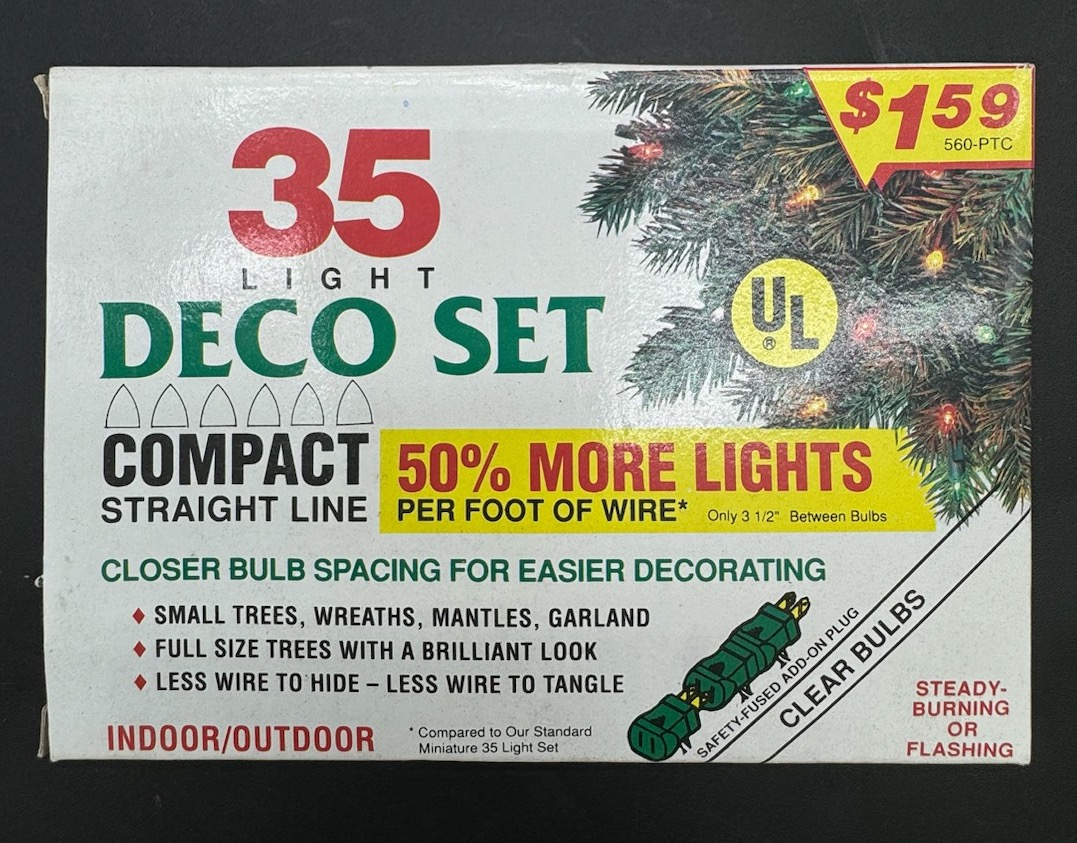 $1.59
560-PTC
35
LIGHT
DECO SET
UL
®
COMPACT
STRAIGHT LINE
50% MORE LIGHTS
PER FOOT OF WIRE* Only 3 1/2" Between Bulbs
CLOSER BULB SPACING FOR EASIER DECORATING
♦ SMALL TREES, WREATHS, MANTLES, GARLAND
♦ FULL SIZE TREES WITH A BRILLIANT LOOK
♦ LESS WIRE TO HIDE – LESS WIRE TO TANGLE
INDOOR/OUTDOOR
* Compared to Our Standard
Miniature 35 Light Set
SAFETY-FUSED ADD-ON PLUG
CLEAR BULBS
STEADY-
BURNING
OR
FLASHING